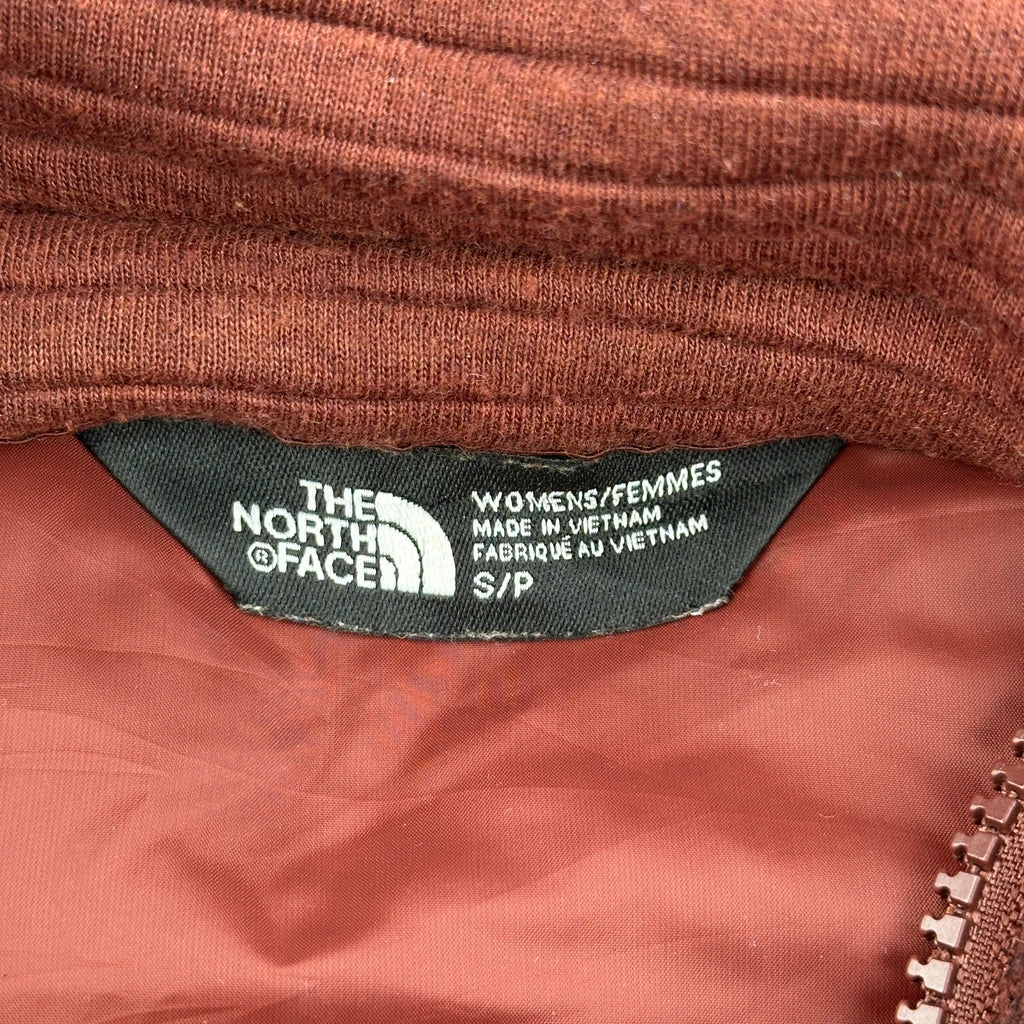 THE
NORTH
®FACE
WOMENS/FEMMES
MADE IN VIETNAM
FABRIQUÉ AU VIETNAM
S/P